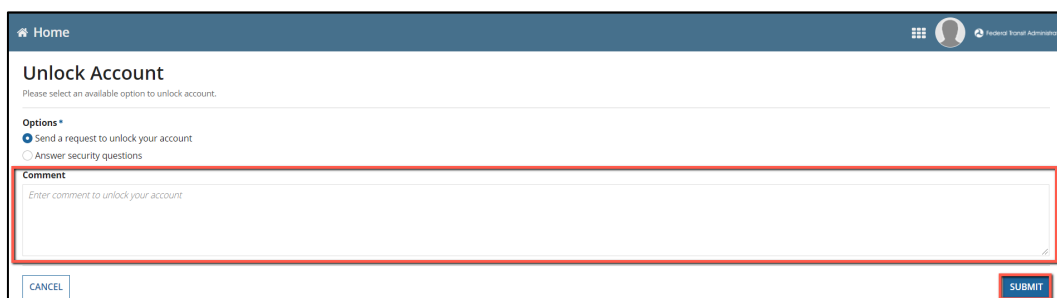 Home
Federal Transit Administra
Unlock Account
Please select an available option to unlock account.
Options*
Send a request to unlock your account
Answer security questions
Comment
Enter comment to unlock your account
CANCEL
SUBMIT